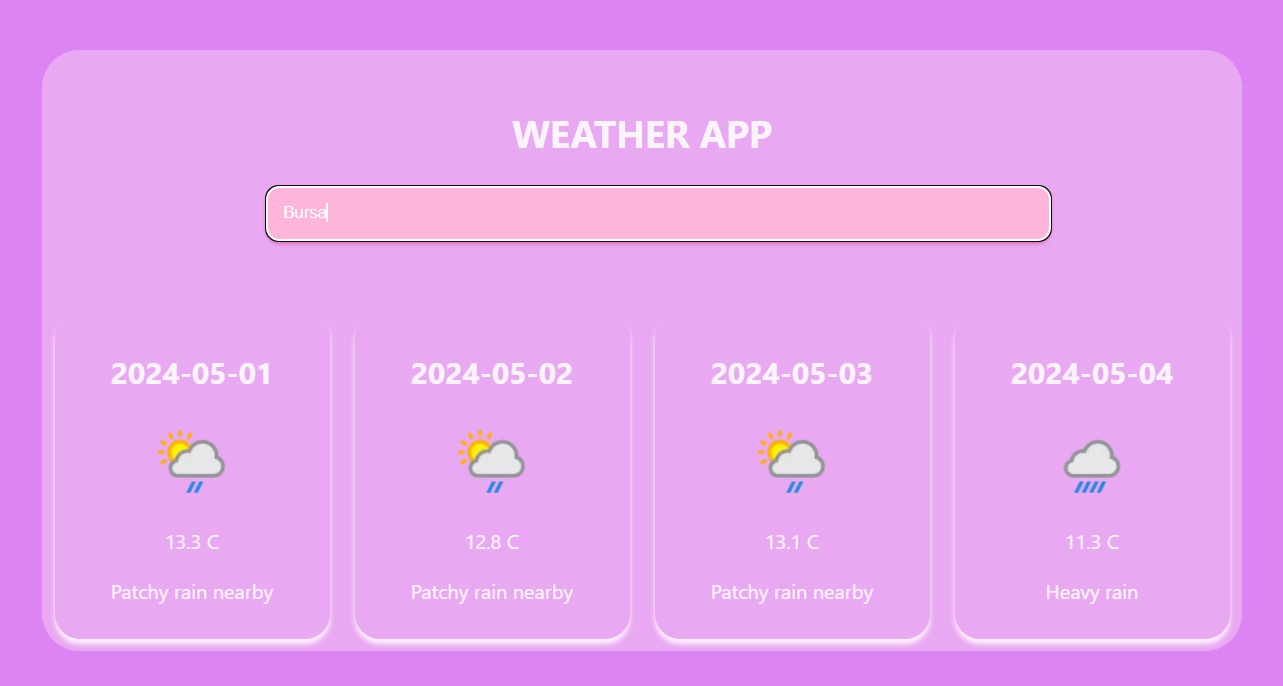 WEATHER APP
Bursa
2024-05-01
13.3 C
Patchy rain nearby
2024-05-02
12.8 C
Patchy rain nearby
2024-05-03
13.1 C
Patchy rain nearby
2024-05-04
11.3 C
Heavy rain